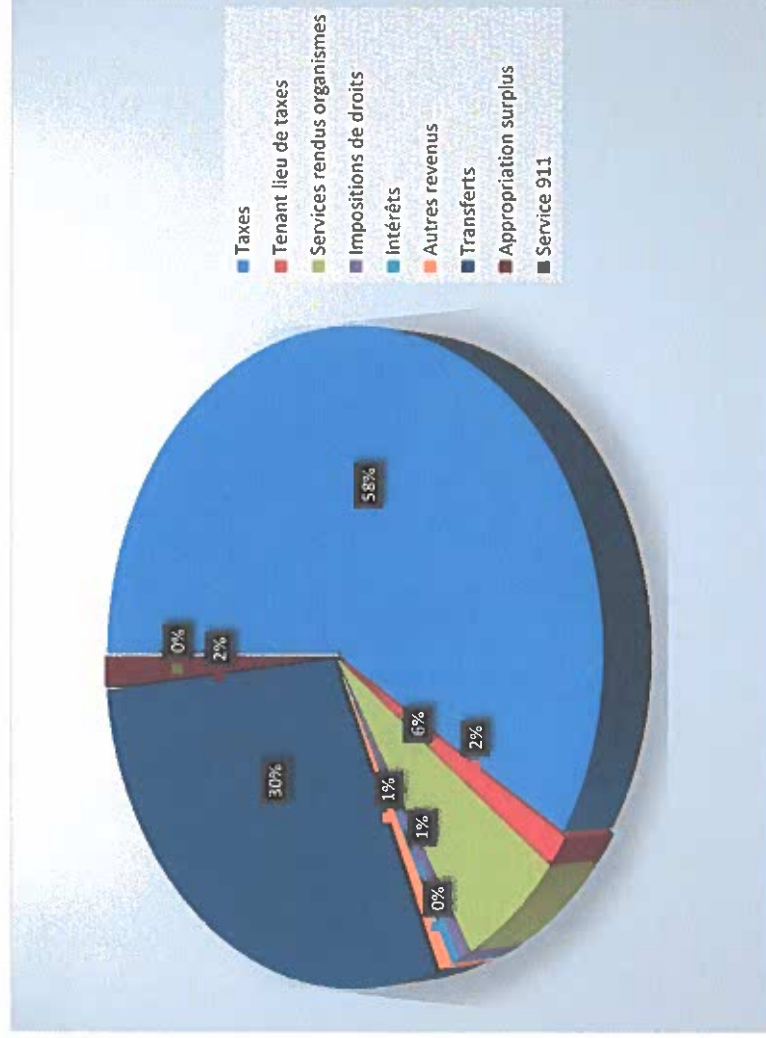 0%
2%
58%
30%
6%
2%
1%
1%
0%
Taxes
Tenant lieu de taxes
Services rendus organismes
Impositions de droits
Intérêts
Autres revenus
Transferts
Appropriation surplus
Service 911